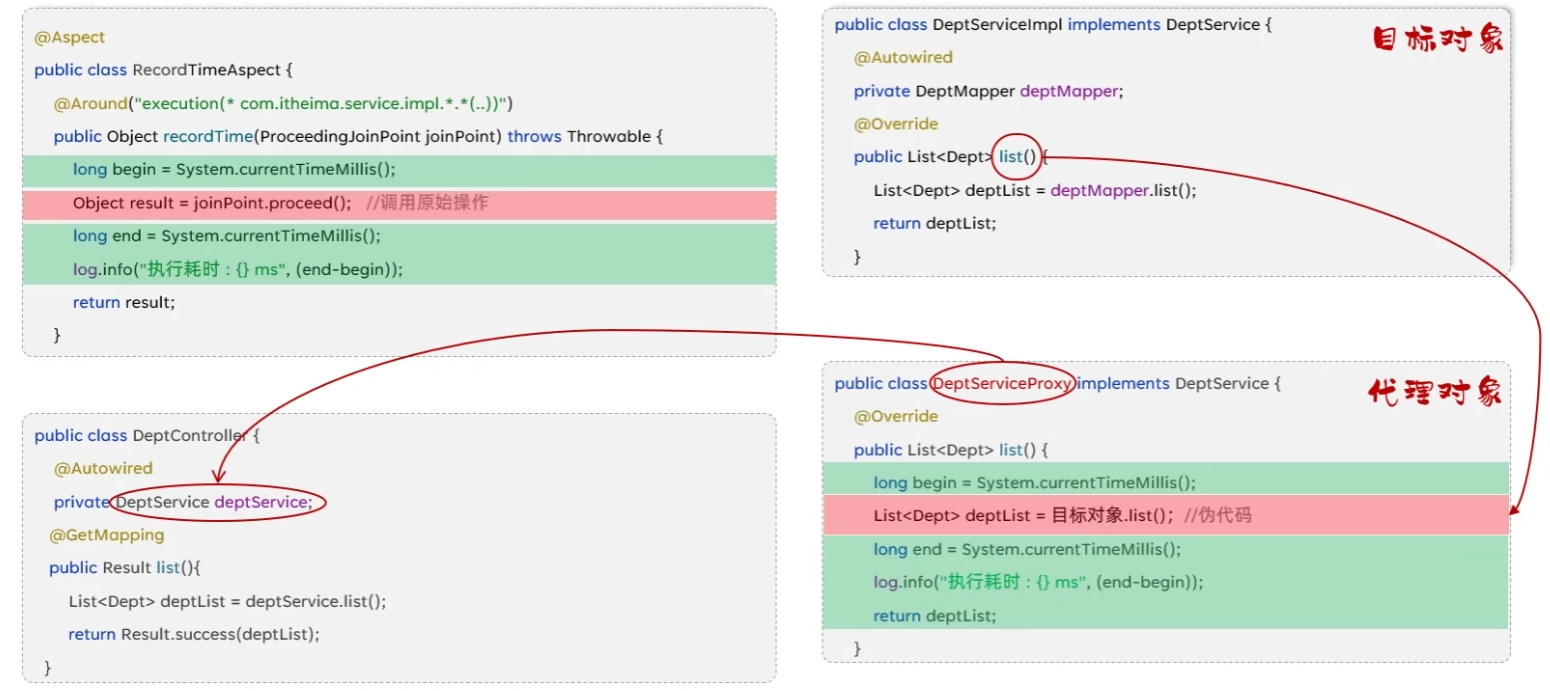 @Aspect
public class RecordTimeAspect {
@Around("execution(* com.itheima.service.impl.*.*(..))")
public Object recordTime(ProceedingJoinPoint joinPoint) throws Throwable {
long begin = System.currentTimeMillis();
Object result = joinPoint.proceed(); //调用原始操作
long end = System.currentTimeMillis();
log.info("执行耗时 : {} ms", (end-begin));
return result;
}
public class DeptServiceImpl implements DeptService {
目标对象
@Autowired
private DeptMapper deptMapper;
@Override
public List<Dept> list() {
List<Dept> deptList = deptMapper.list();
return deptList;
}
public class DeptController {
@Autowired
private DeptService deptService;
@GetMapping
public Result list(){
List<Dept> deptList = deptService.list();
return Result.success(deptList);
}
public class DeptServiceProxy implements DeptService {
代理对象
@Override
public List<Dept> list() {
long begin = System.currentTimeMillis();
List<Dept> deptList = 目标对象.list(); //伪代码
long end = System.currentTimeMillis();
log.info("执行耗时 : {} ms", (end-begin));
return deptList;
}